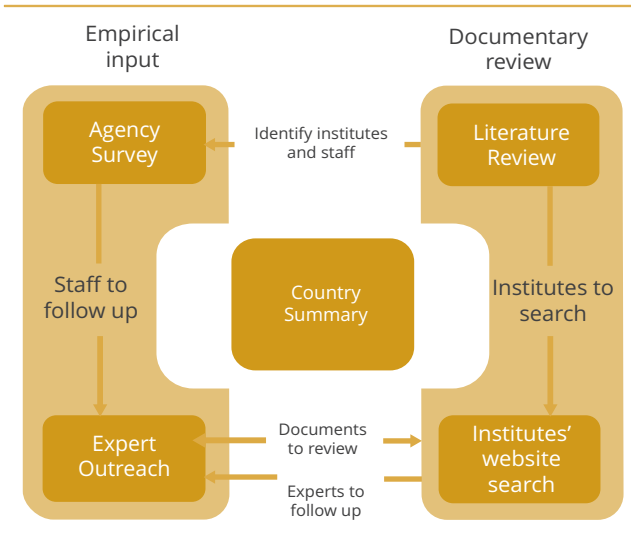 Empirical
input
Documentary
review
Agency
Survey
Identify institutes
and staff
Literature
Review
Staff to
follow up
Country
Summary
Institutes to
search
Expert
Outreach
Documents
to review
Experts to
follow up
Institutes’
website
search